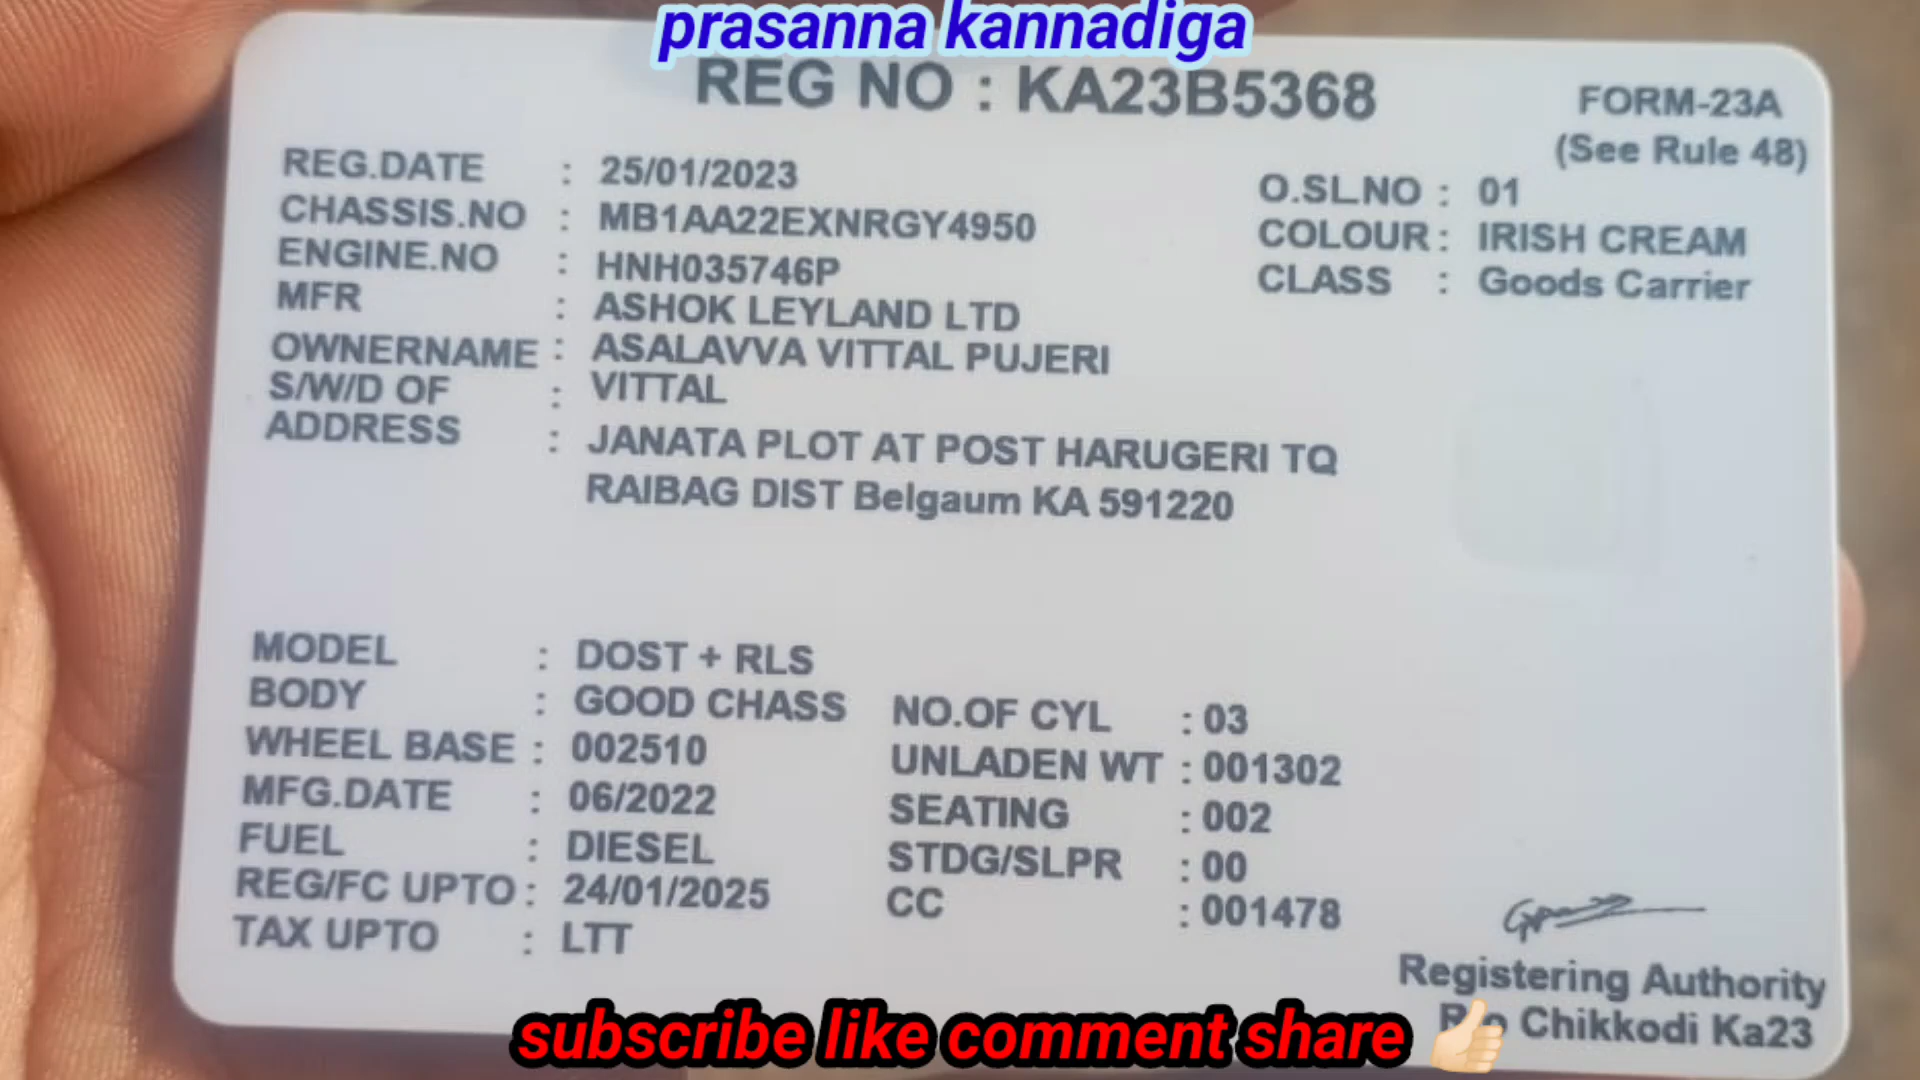 prasanna kannadiga
REG NO : KA23B5368
FORM-23A
(See Rule 48)
REG.DATE : 25/01/2023
CHASSIS.NO : MB1AA22EXNRGY4950
ENGINE.NO : HNH035746P
MFR : ASHOK LEYLAND LTD
OWNERNAME : ASALAVVA VITTAL PUJERI
S/W/D OF : VITTAL
ADDRESS : JANATA PLOT AT POST HARUGERI TQ
RAIBAG DIST Belgaum KA 591220
O.SL.NO : 01
COLOUR : IRISH CREAM
CLASS : Goods Carrier
MODEL : DOST + RLS
BODY : GOOD CHASS
WHEEL BASE : 002510
MFG.DATE : 06/2022
FUEL : DIESEL
REG/FC UPTO : 24/01/2025
TAX UPTO : LTT
NO.OF CYL : 03
UNLADEN WT : 001302
SEATING : 002
STDG/SLPR : 00
CC : 001478
Registering Authority
Chikkodi Ka23
subscribe like comment share 👍🏻